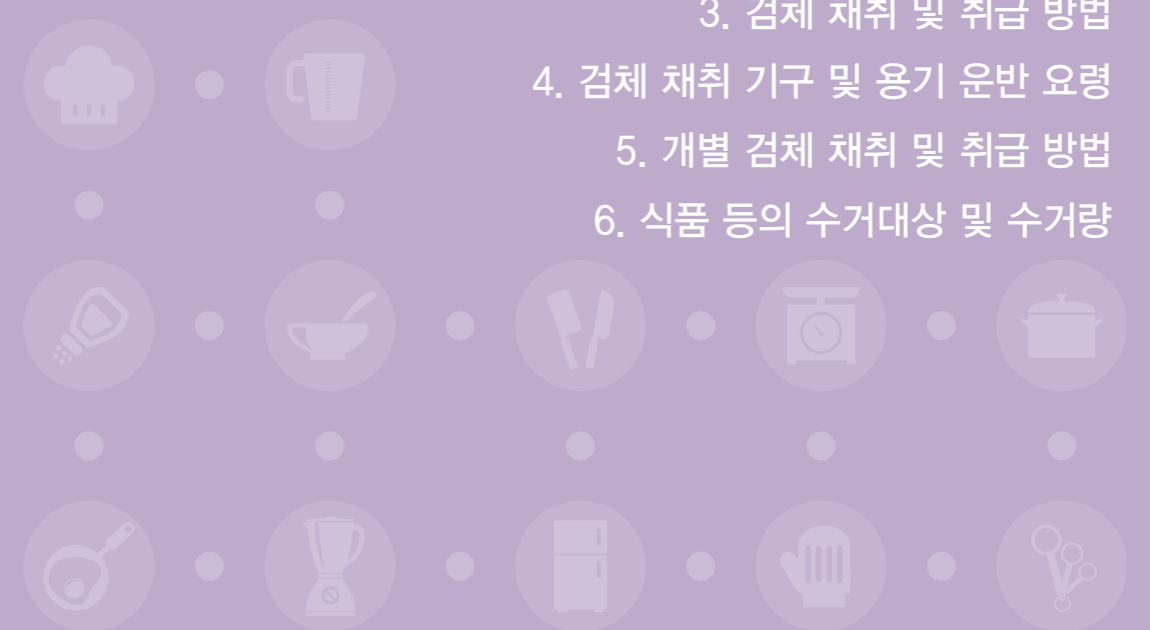 3. 검체 채취 및 취급 방법
4. 검체 채취 기구 및 용기 운반 요령
5. 개별 검체 채취 및 취급 방법
6. 식품 등의 수거대상 및 수거량